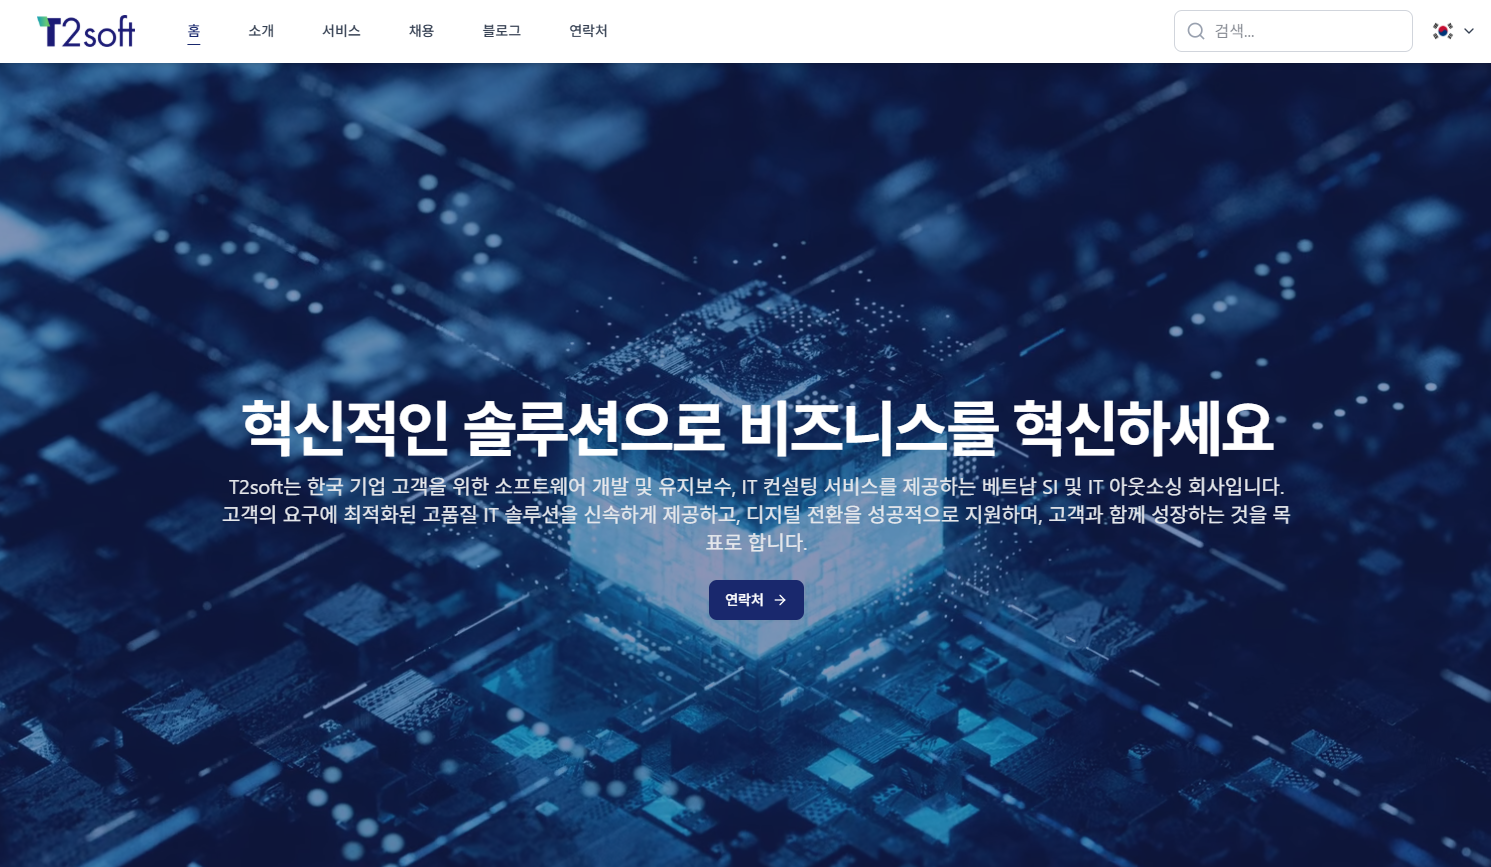 T2soft
홈
소개
서비스
채용
블로그
연락처
검색...
혁신적인 솔루션으로 비즈니스를 혁신하세요
T2soft는 한국 기업 고객을 위한 소프트웨어 개발 및 유지보수, IT 컨설팅 서비스를 제공하는 베트남 SI 및 IT 아웃소싱 회사입니다.
고객의 요구에 최적화된 고품질 IT 솔루션을 신속하게 제공하고, 디지털 전환을 성공적으로 지원하며, 고객과 함께 성장하는 것을 목
표로 합니다.
연락처